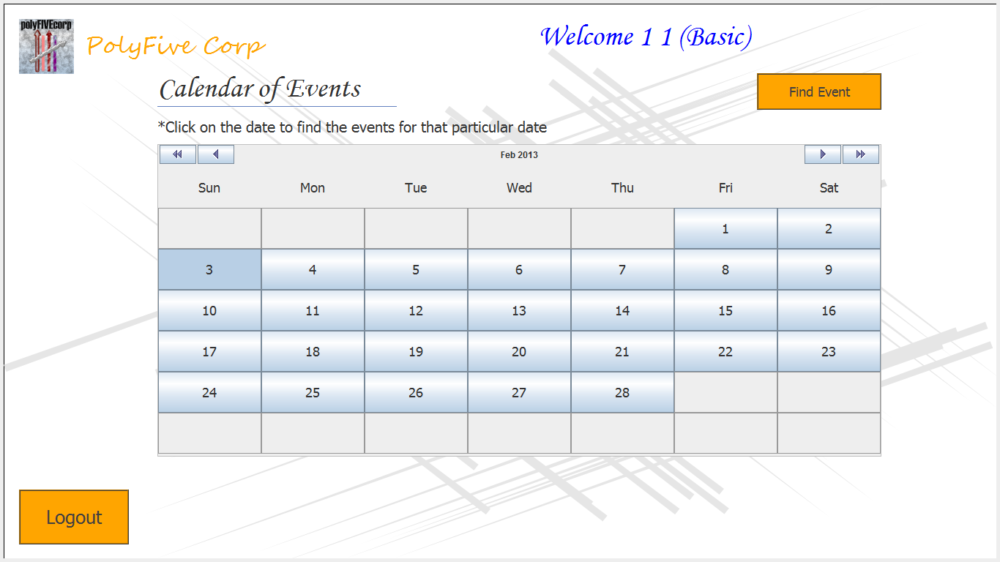 polyFIVEcorp
PolyFive Corp
Welcome 1 1 (Basic)
Calendar of Events
Find Event
*Click on the date to find the events for that particular date
Feb 2013
Sun Mon Tue Wed Thu Fri Sat
1 2
3 4 5 6 7 8 9
10 11 12 13 14 15 16
17 18 19 20 21 22 23
24 25 26 27 28
Logout